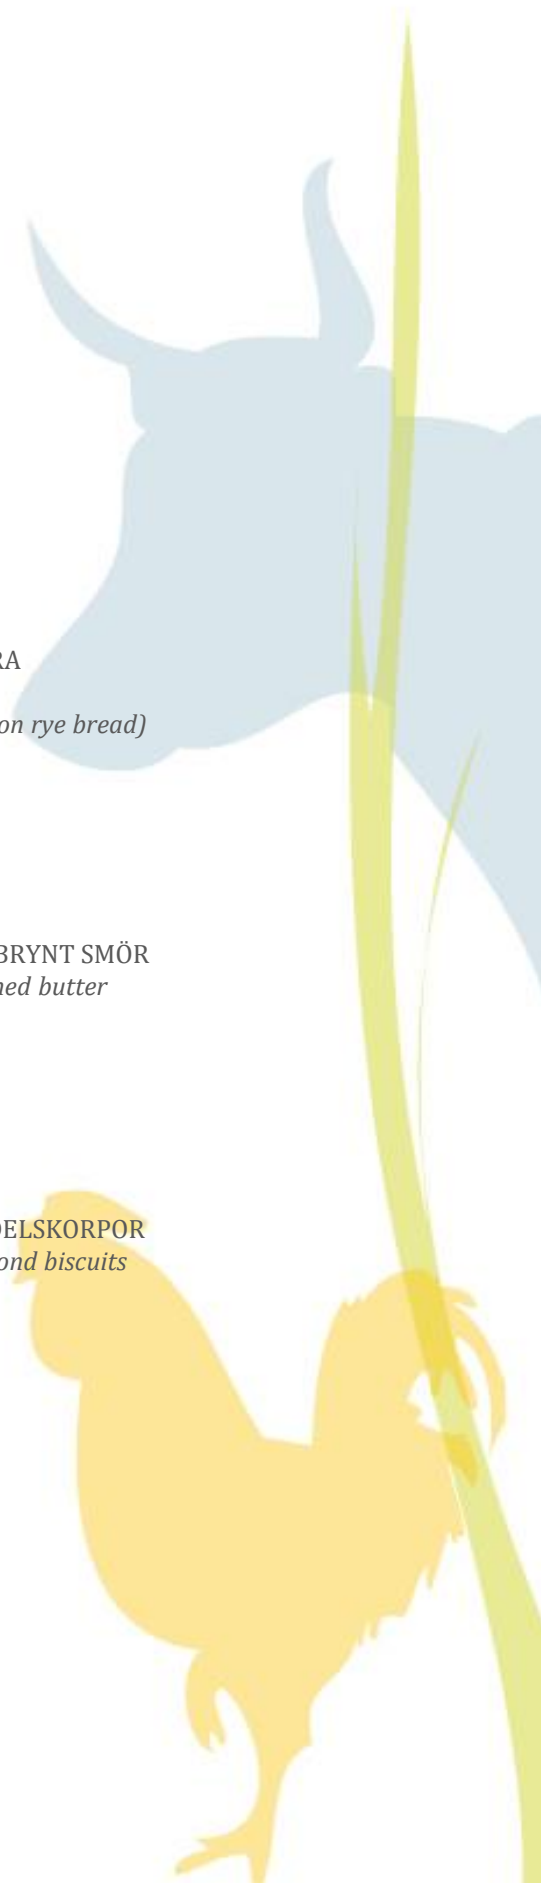 RA
on rye bread)
BRYNT SMÖR
ned butter
DELSKORPOR
ond biscuits